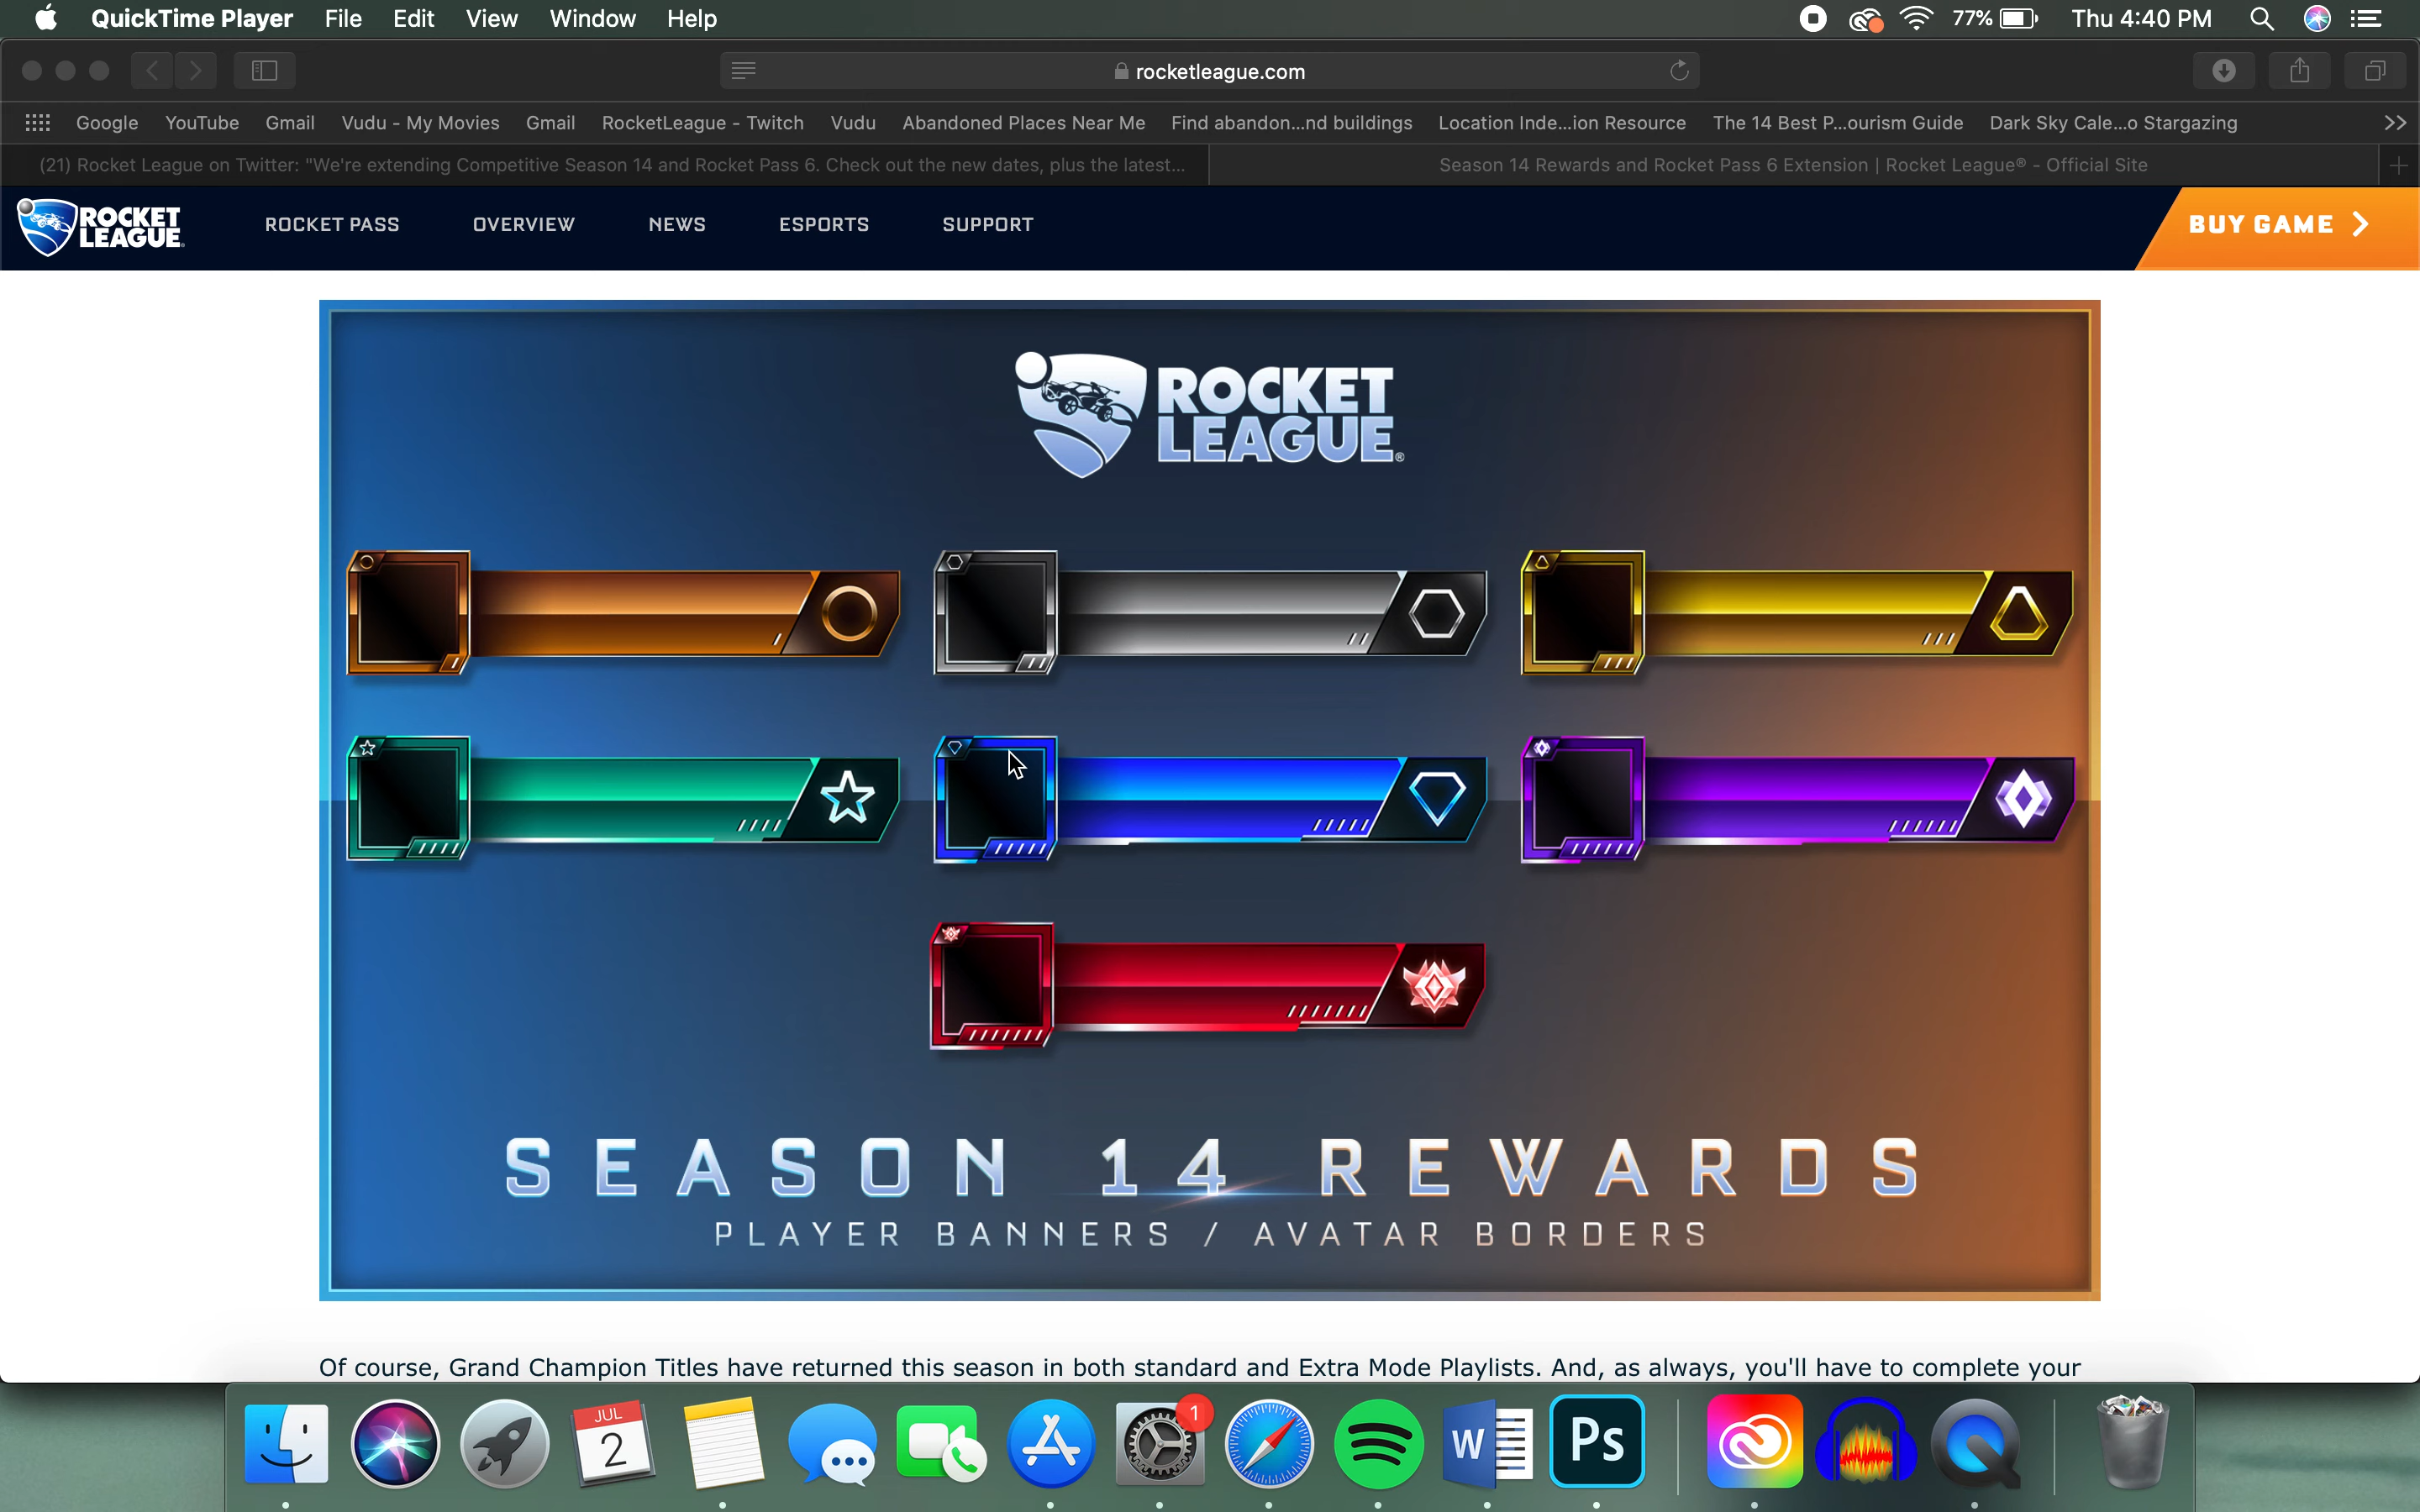 QuickTime Player File Edit View Window Help 77% Thu 4:40 PM
rocketleague.com
Google YouTube Gmail Vudu - My Movies Gmail RocketLeague - Twitch Vudu Abandoned Places Near Me Find abandon...nd buildings Location Inde...ion Resource The 14 Best P...ourism Guide Dark Sky Cale...o Stargazing
(21) Rocket League on Twitter: "We're extending Competitive Season 14 and Rocket Pass 6. Check out the new dates, plus the latest... Season 14 Rewards and Rocket Pass 6 Extension | Rocket League® - Official Site
ROCKET
LEAGUE.
ROCKET PASS OVERVIEW NEWS ESPORTS SUPPORT BUY GAME
ROCKET
LEAGUE®
SEASON 14 REWARDS
PLAYER BANNERS / AVATAR BORDERS
Of course, Grand Champion Titles have returned this season in both standard and Extra Mode Playlists. And, as always, you'll have to complete your
JUL
2
1
W
Ps